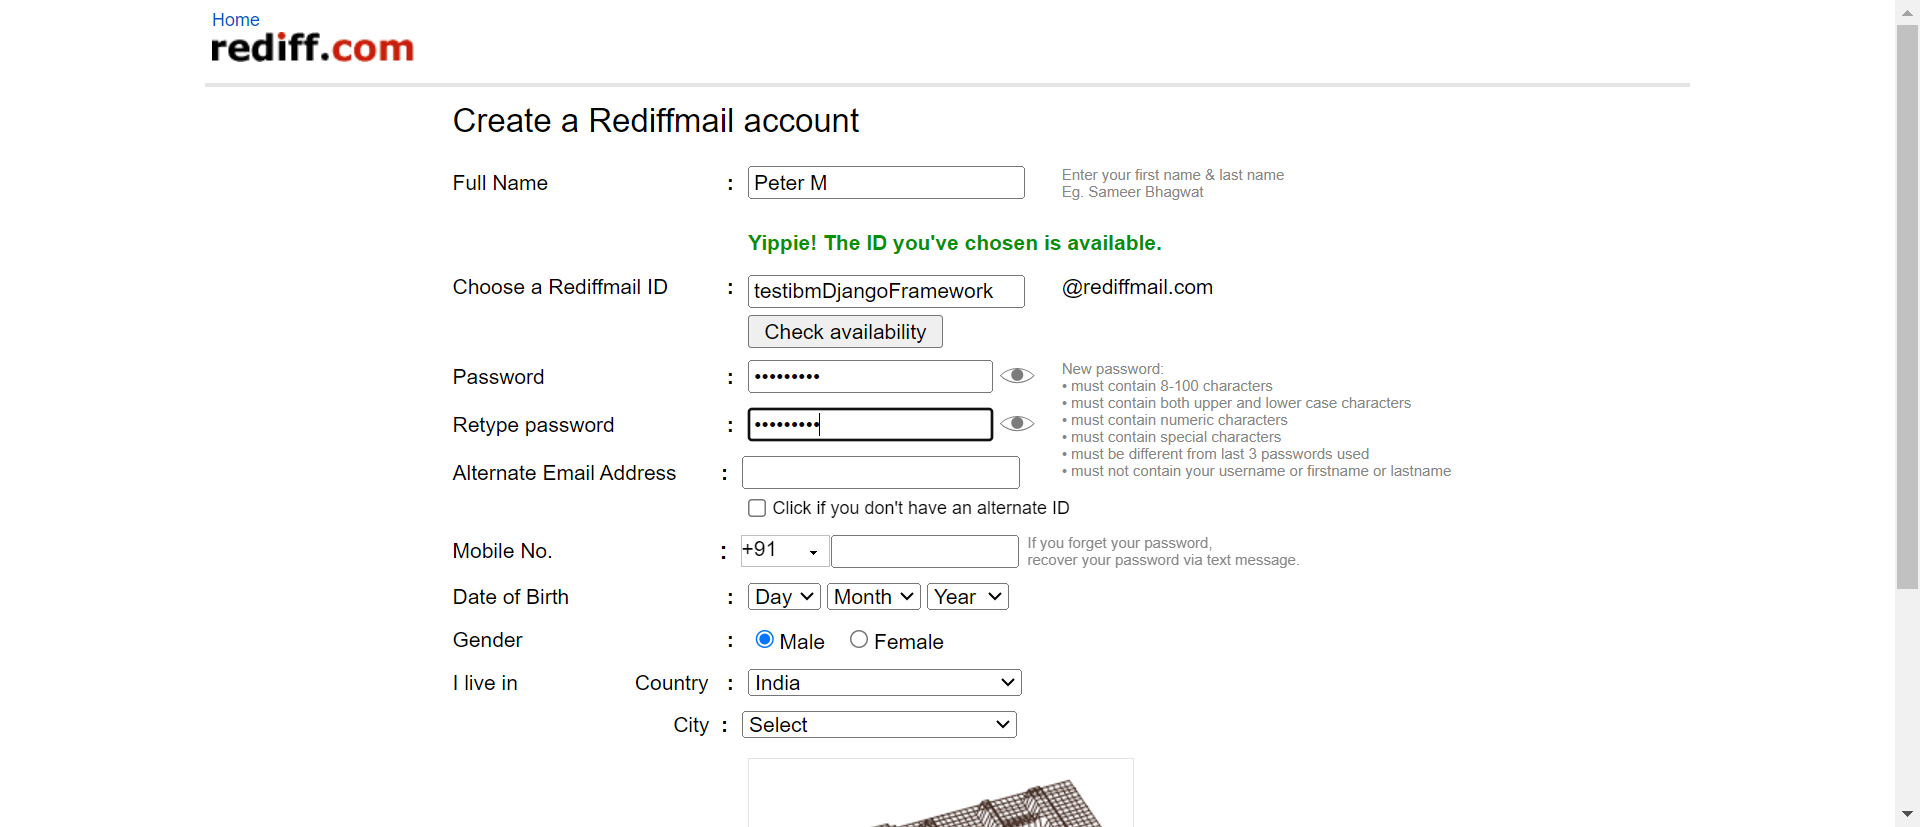 Home
rediff.com
Create a Rediffmail account
Full Name : Peter M
Enter your first name & last name
Eg. Sameer Bhagwat
Yippie! The ID you've chosen is available.
Choose a Rediffmail ID : testibmDjangoFramework @rediffmail.com
Check availability
Password : •••••••••
Retype password : •••••••••
New password:
• must contain 8-100 characters
• must contain both upper and lower case characters
• must contain numeric characters
• must contain special characters
• must be different from last 3 passwords used
• must not contain your username or firstname or lastname
Alternate Email Address :
Click if you don't have an alternate ID
Mobile No. : +91
If you forget your password,
recover your password via text message.
Date of Birth : Day Month Year
Gender : Male Female
I live in Country : India
City : Select